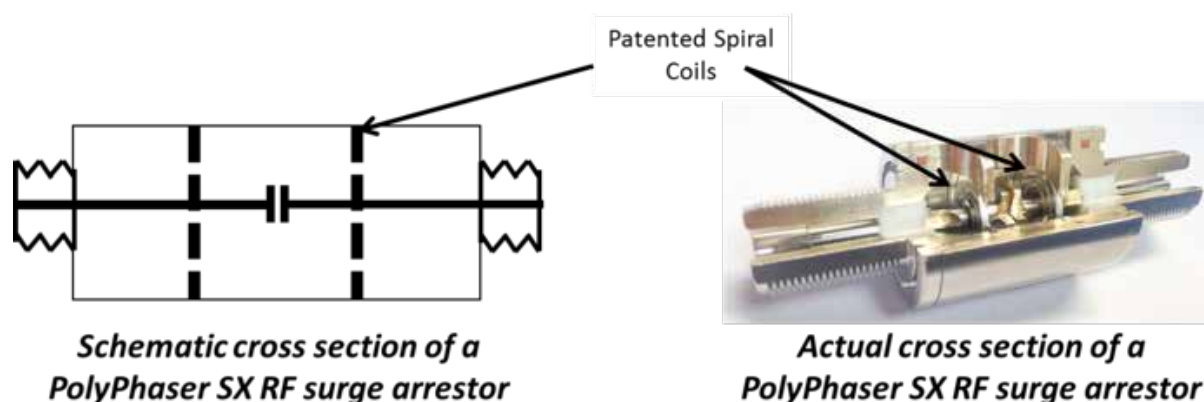 Patented Spiral
Coils
Schematic cross section of a
PolyPhaser SX RF surge arrestor
Actual cross section of a
PolyPhaser SX RF surge arrestor